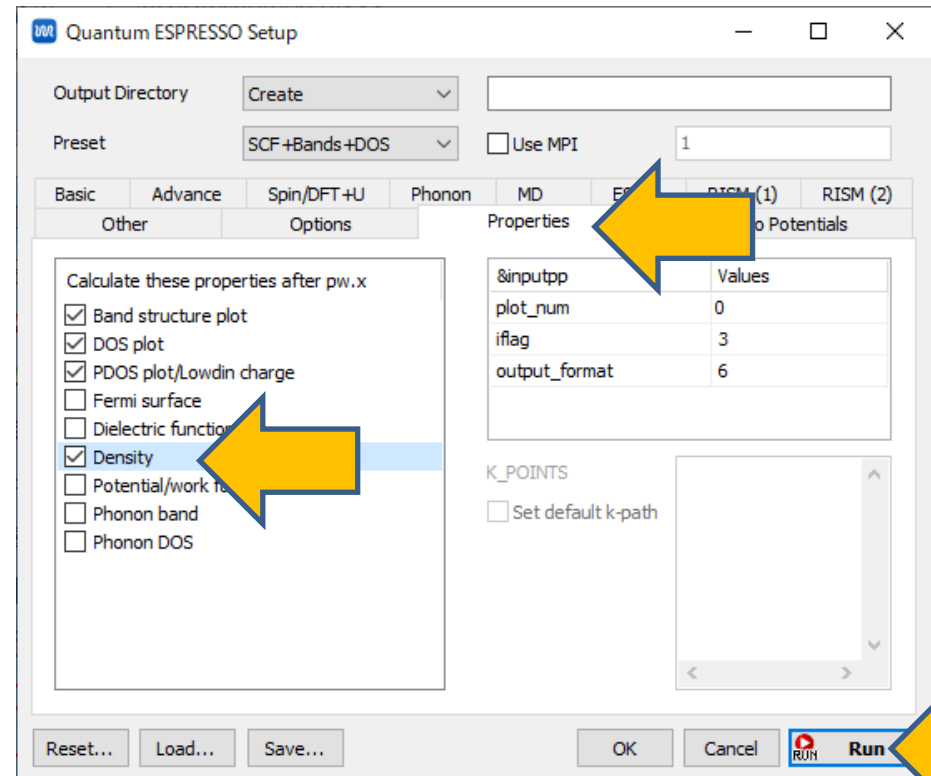 Quantum ESPRESSO Setup
Output Directory Create
Preset SCF+Bands+DOS Use MPI 1
Basic Advance Spin/DFT+U Phonon MD RISM (1) RISM (2)
Other Options Properties Potentials
Calculate these properties after pw.x
&inputpp Values
Band structure plot
plot_num 0
DOS plot
iflag 3
PDOS plot/Lowdin charge
output_format 6
Fermi surface
Dielectric function
Density
K_POINTS
Potential/work
Set default k-path
Phonon band
Phonon DOS
Reset... Load... Save... OK Cancel RUN Run